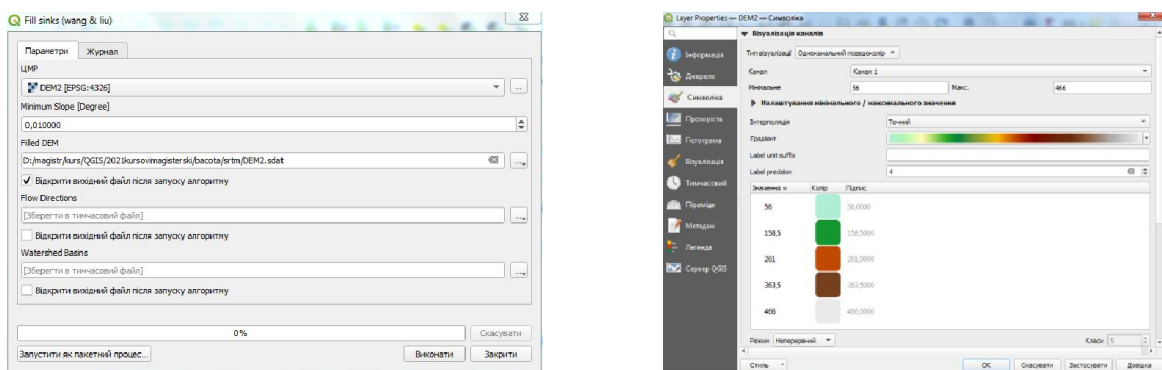 Fill sinks (wang & liu)
Параметри Журнал
ЦМР
DEM2 [EPSG:4326]
Minimum Slope [Degree]
0,010000
Filled DEM
D:/magistr/kurs/QGIS/2021kursovimagisterski/bacota/srtm/DEM2.sdat
Відкрити вихідний файл після запуску алгоритму
Flow Directions
[Зберегти в тимчасовий файл]
Відкрити вихідний файл після запуску алгоритму
Watershed Basins
[Зберегти в тимчасовий файл]
Відкрити вихідний файл після запуску алгоритму
0%
Скасувати
Запустити як пакетний процес...
Виконати Закрити
Layer Properties — DEM2 — Символіка
Інформація
Джерело
Символіка
Прозорість
Гістограма
Візуалізація
Тимчасовий
Піраміди
Метадані
Легенда
Сервер QGIS
Візуалізація каналів
Тип візуалізації Одноканальний псевдоколір
Канал Канал 1
Мінімальне 56 Макс. 466
Налаштування мінімального / максимального значення
Інтерполяція Точний
Градієнт
Label unit suffix
Label precision 4
Значення = Колір Підпис
56 56,0000
158,5 158,5000
261 261,0000
363,5 363,5000
466 466,0000
Режим Неперервний Класи 5
Стиль
OK Скасувати Застосувати Довідка